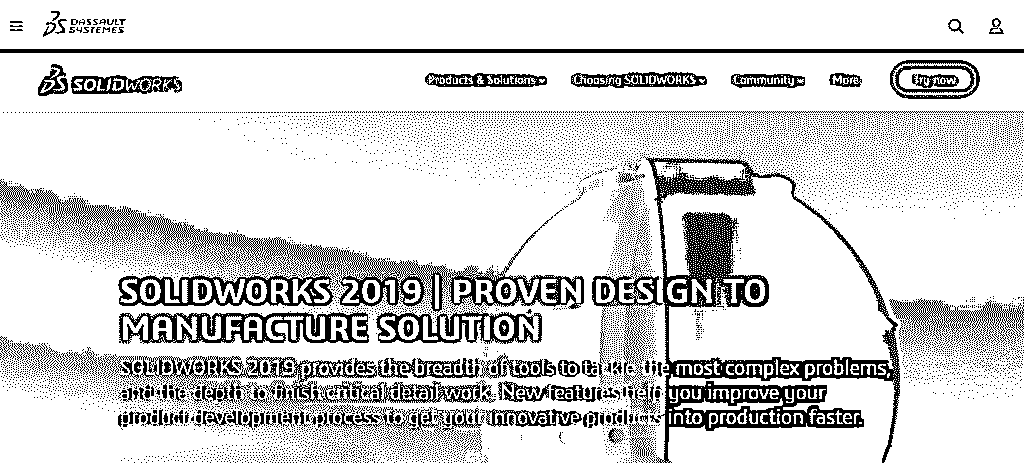 DASSAULT
SYSTEMES
SOLIDWORKS
Products & Solutions
Choosing SOLIDWORKS
Community
More
Try now
SOLIDWORKS 2019 | PROVEN DESIGN TO
MANUFACTURE SOLUTION
SOLIDWORKS 2019 provides the breadth of tools to tackle the most complex problems,
and the depth to finish critical detail work. New features help you improve your
product development process to get your innovative products into production faster.